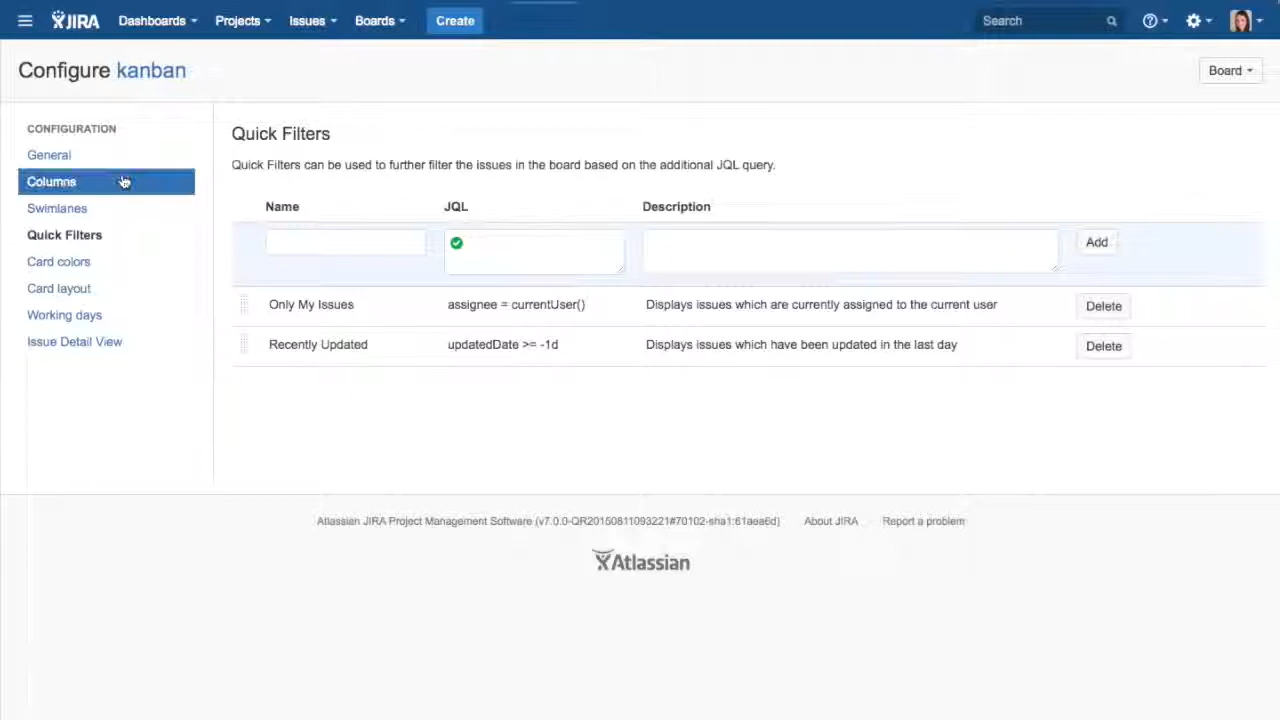 JIRA Dashboards Projects Issues Boards Create Search
Configure kanban Board
CONFIGURATION
General
Columns
Swimlanes
Quick Filters
Card colors
Card layout
Working days
Issue Detail View
Quick Filters
Quick Filters can be used to further filter the issues in the board based on the additional JQL query.
Name JQL Description
Add
Only My Issues assignee = currentUser() Displays issues which are currently assigned to the current user Delete
Recently Updated updatedDate >= -1d Displays issues which have been updated in the last day Delete
Atlassian JIRA Project Management Software (v7.0.0-QR20150811093221#70102-sha1:61aea6d) About JIRA Report a problem
Atlassian